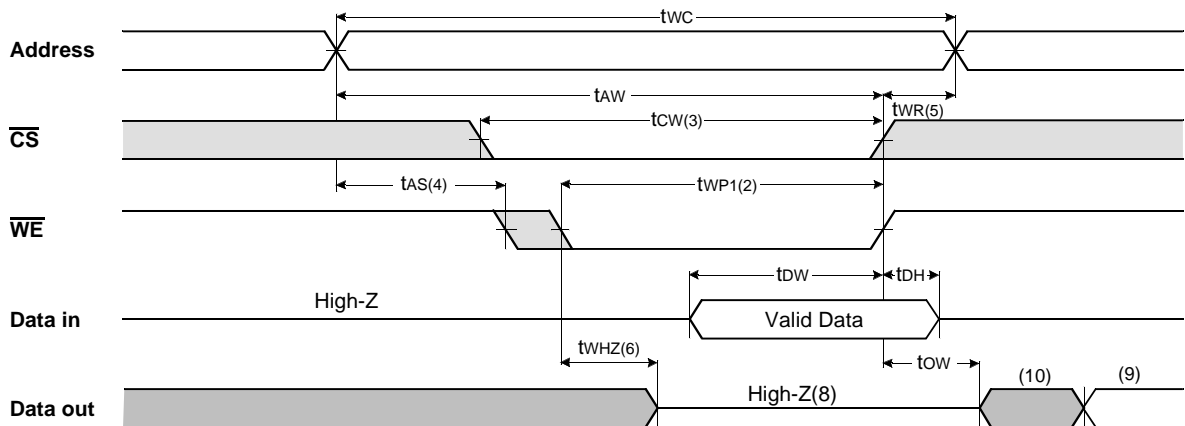 tWC
Address
tAW
tWR(5)
tCW(3)
CS
tAS(4)
tWP1(2)
WE
tDW
tDH
High-Z
Data in
Valid Data
tWHZ(6)
tOW
(10)
(9)
High-Z(8)
Data out